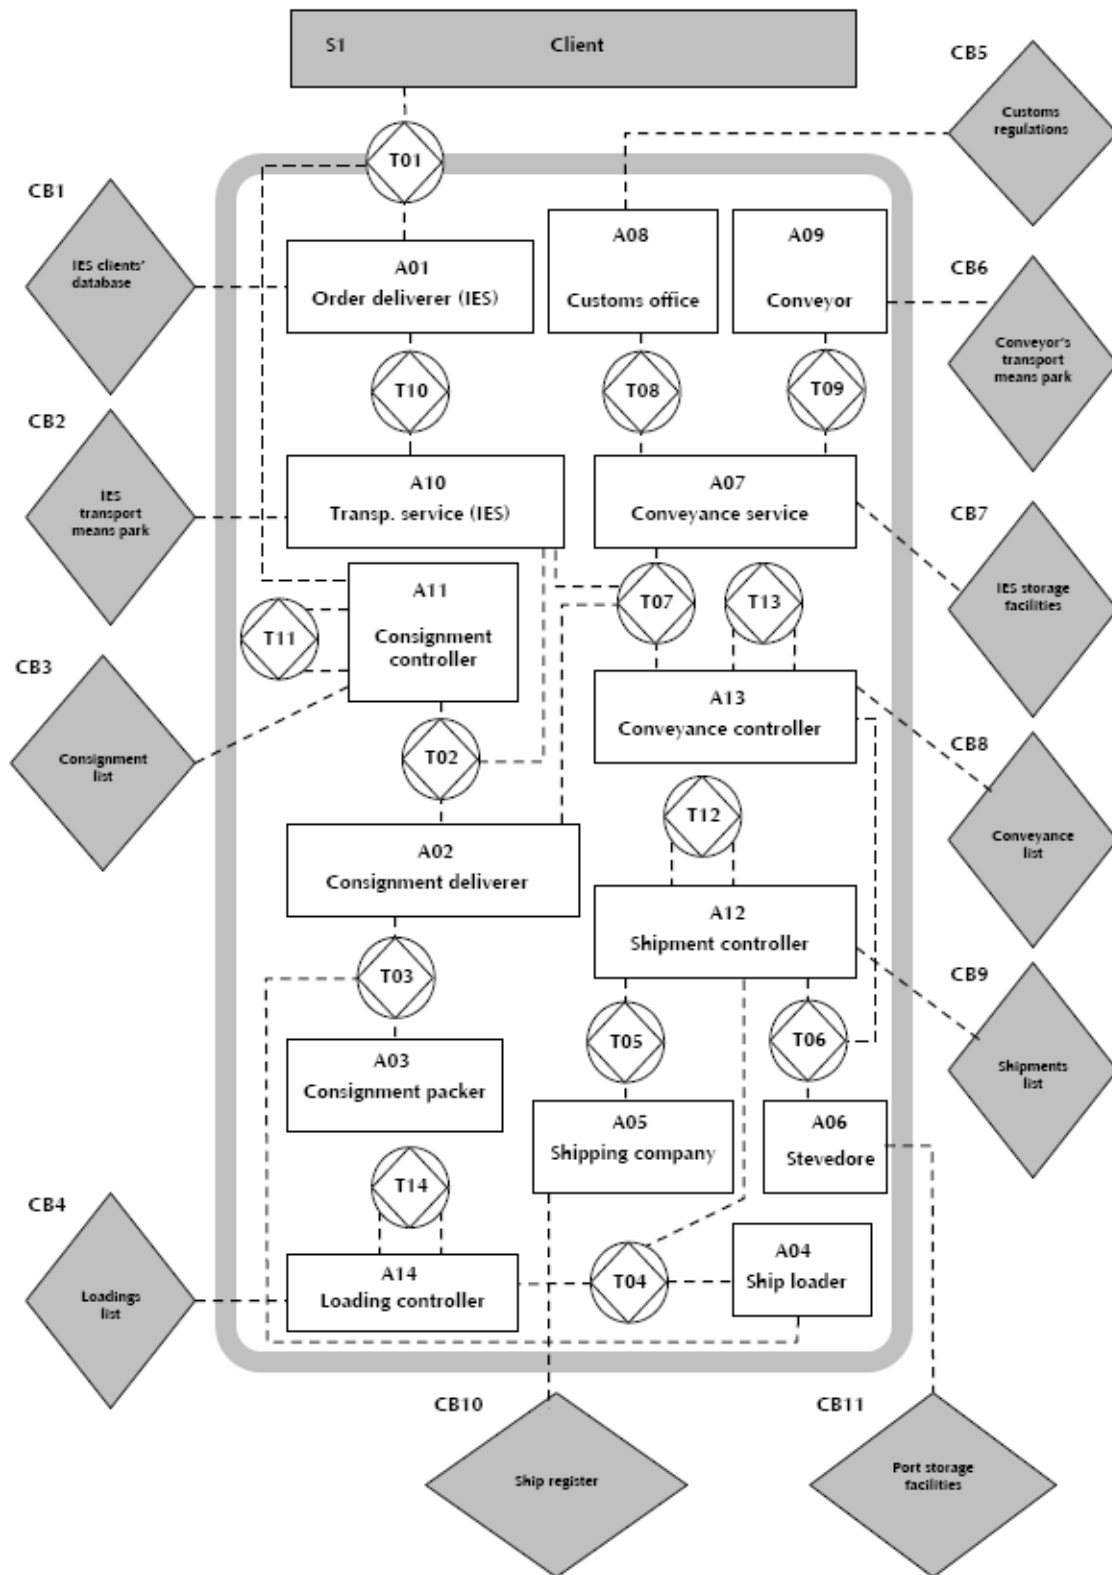 S1 Client
CB5
Customs
regulations
T01
CB1
IES clients'
database
A01
Order deliverer (IES)
A08
Customs office
A09
Conveyor
CB6
Conveyor's
transport
means park
T10
T08
T09
CB2
IES
transport
means park
A10
Transp. service (IES)
A07
Conveyance service
CB7
IES storage
facilities
A11
Consignment
controller
T11
T07
T13
CB3
Consignment
list
A13
Conveyance controller
T02
CB8
Conveyance
list
T12
A02
Consignment deliverer
A12
Shipment controller
CB9
Shipments
list
T03
T05
T06
A03
Consignment packer
A05
Shipping company
A06
Stevedore
T14
CB4
Loadings
list
A14
Loading controller
T04
A04
Ship loader
CB10
Ship register
CB11
Port storage
facilities